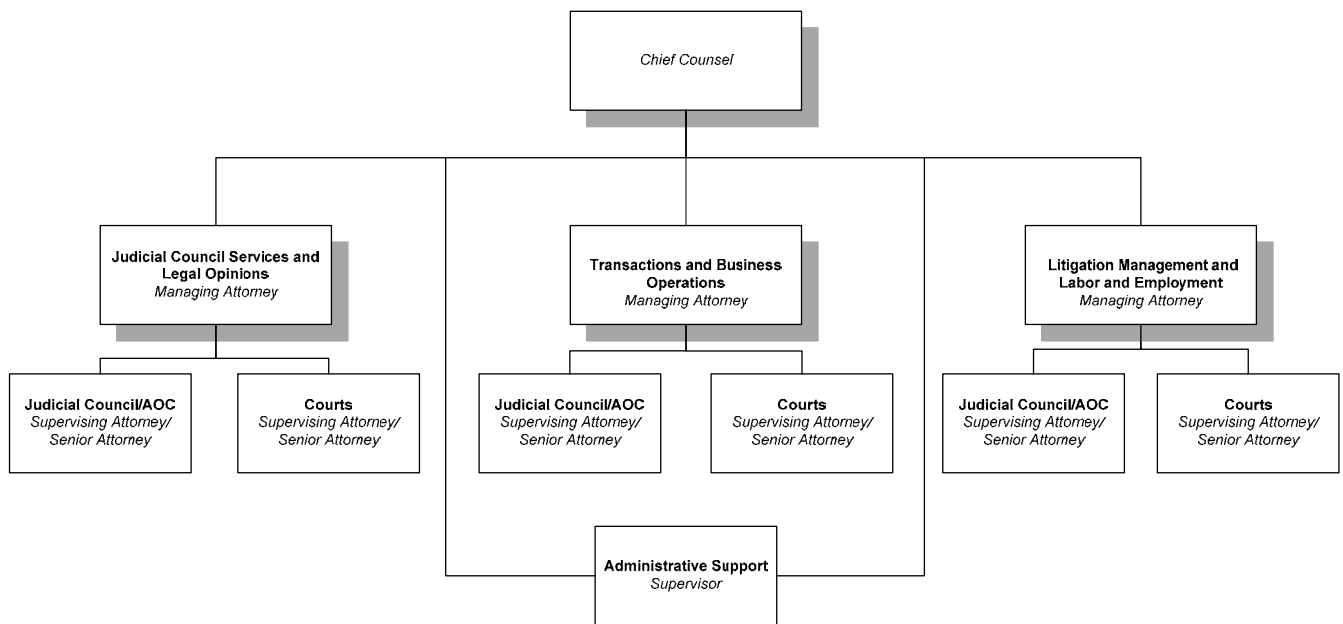 Chief Counsel
Judicial Council Services and
Legal Opinions
Managing Attorney
Transactions and Business
Operations
Managing Attorney
Litigation Management and
Labor and Employment
Managing Attorney
Judicial Council/AOC
Supervising Attorney/
Senior Attorney
Courts
Supervising Attorney/
Senior Attorney
Judicial Council/AOC
Supervising Attorney/
Senior Attorney
Courts
Supervising Attorney/
Senior Attorney
Judicial Council/AOC
Supervising Attorney/
Senior Attorney
Courts
Supervising Attorney/
Senior Attorney
Administrative Support
Supervisor